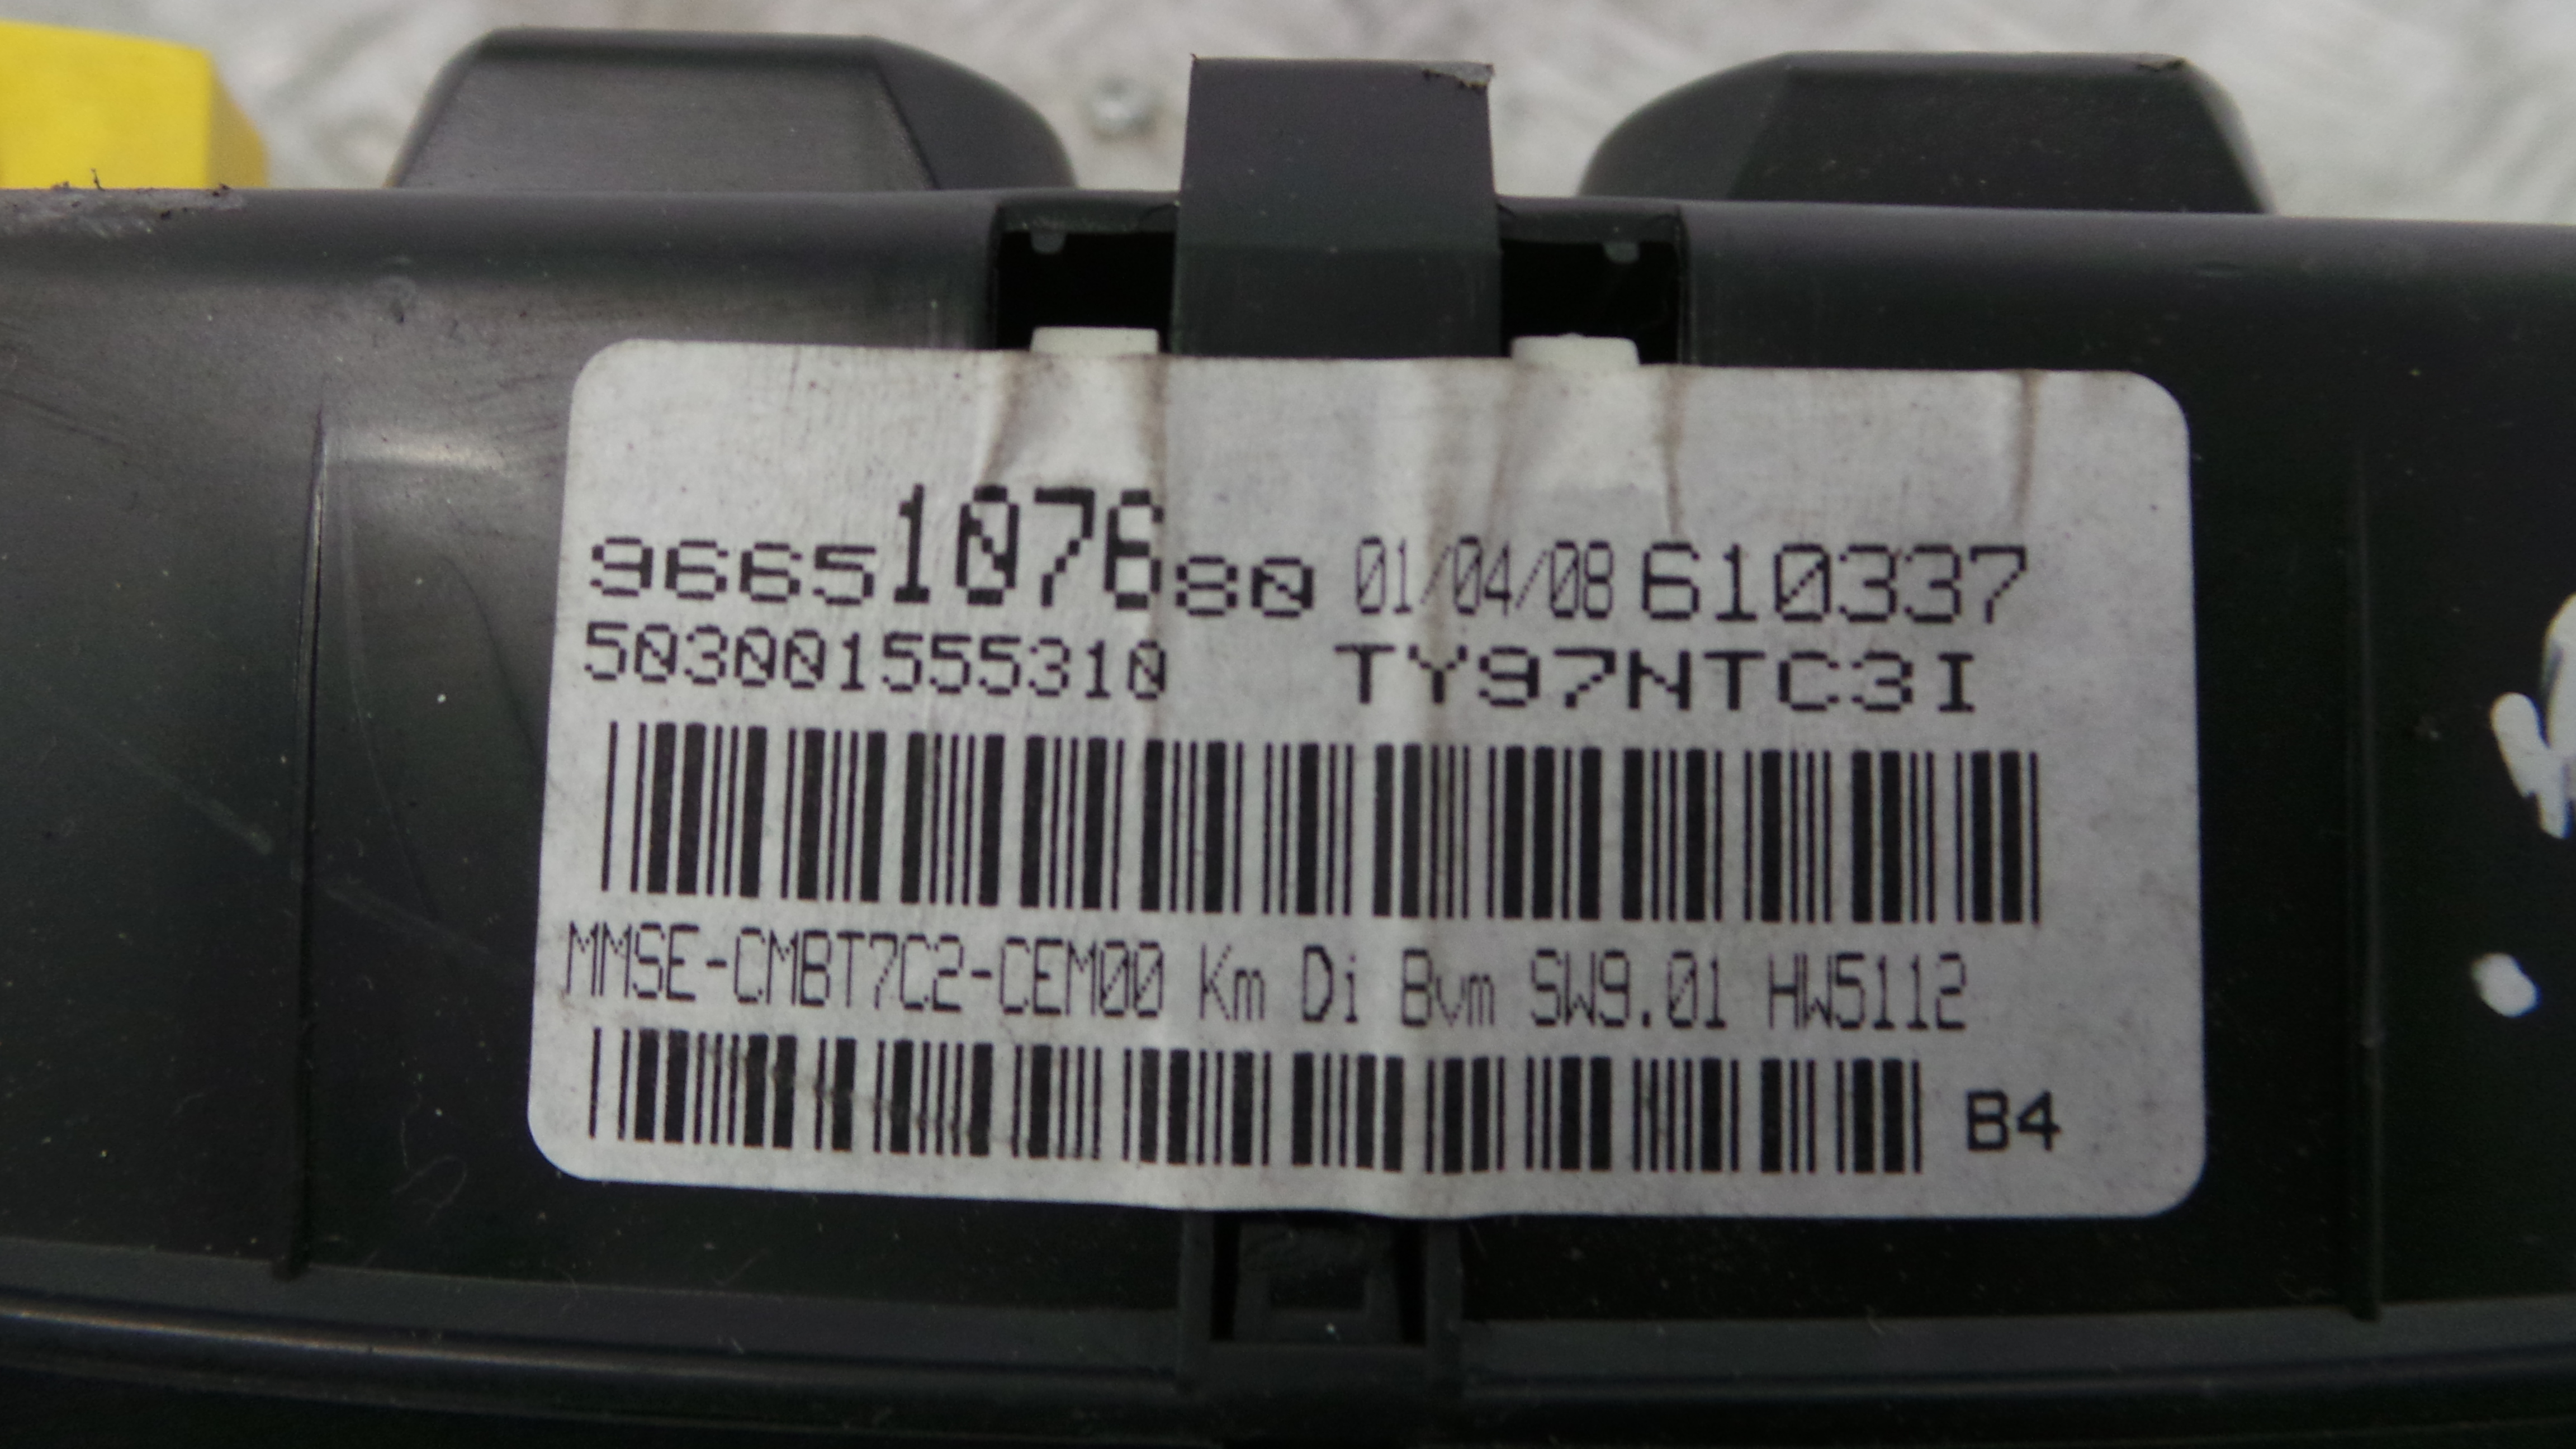 9665107680 01/04/08 610337
503001555310 TY97NTC3I
MMSE-CMBT7C2-CEM00 Km Di Bvm SW9.01 HW5112
B4